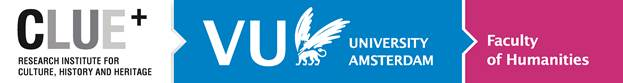 CLUE+
RESEARCH INSTITUTE FOR
CULTURE, HISTORY AND HERITAGE
VU
UNIVERSITY
AMSTERDAM
Faculty
of Humanities